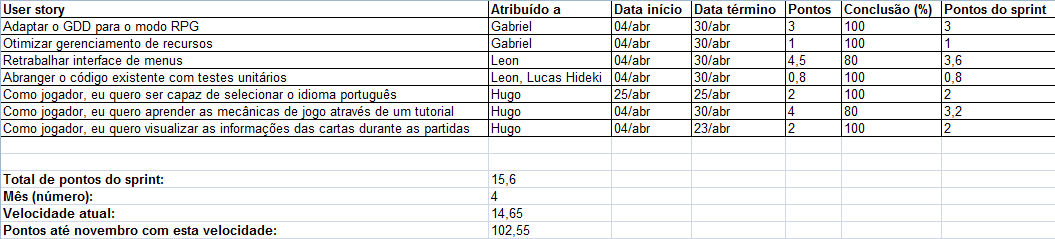 User story Atribuído a Data início Data término Pontos Conclusão (%) Pontos do sprint
Adaptar o GDD para o modo RPG Gabriel 04/abr 30/abr 3 100 3
Otimizar gerenciamento de recursos Gabriel 04/abr 30/abr 1 100 1
Retrabalhar interface de menus Leon 04/abr 30/abr 4,5 80 3,6
Abranger o código existente com testes unitários Leon, Lucas Hideki 04/abr 30/abr 0,8 100 0,8
Como jogador, eu quero ser capaz de selecionar o idioma português Hugo 25/abr 25/abr 2 100 2
Como jogador, eu quero aprender as mecânicas de jogo através de um tutorial Hugo 04/abr 30/abr 4 80 3,2
Como jogador, eu quero visualizar as informações das cartas durante as partidas Hugo 04/abr 23/abr 2 100 2
Total de pontos do sprint: 15,6
Mês (número): 4
Velocidade atual: 14,65
Pontos até novembro com esta velocidade: 102,55